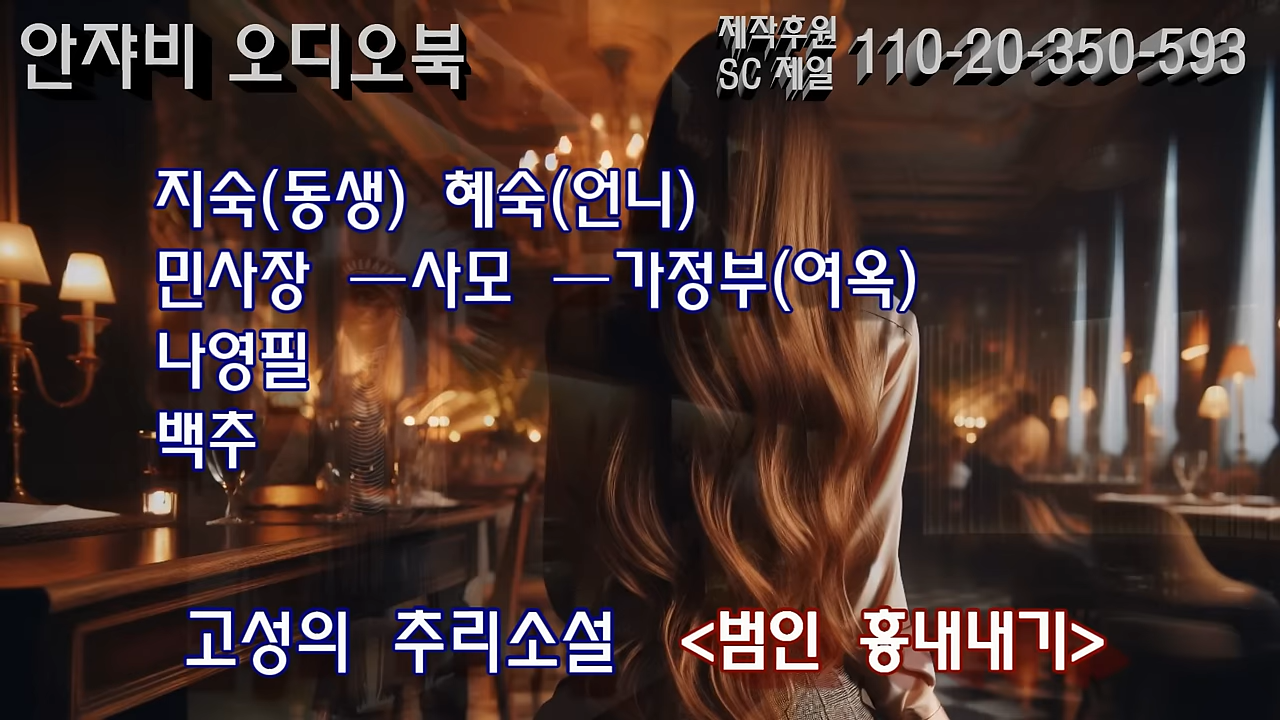 안쟈비 오디오북
제작후원
SC 제일
110-20-350-593
지숙(동생) 혜숙(언니)
민사장 —사모 —가정부(여옥)
나영필
백추
고성의 추리소설 <범인 흉내내기>